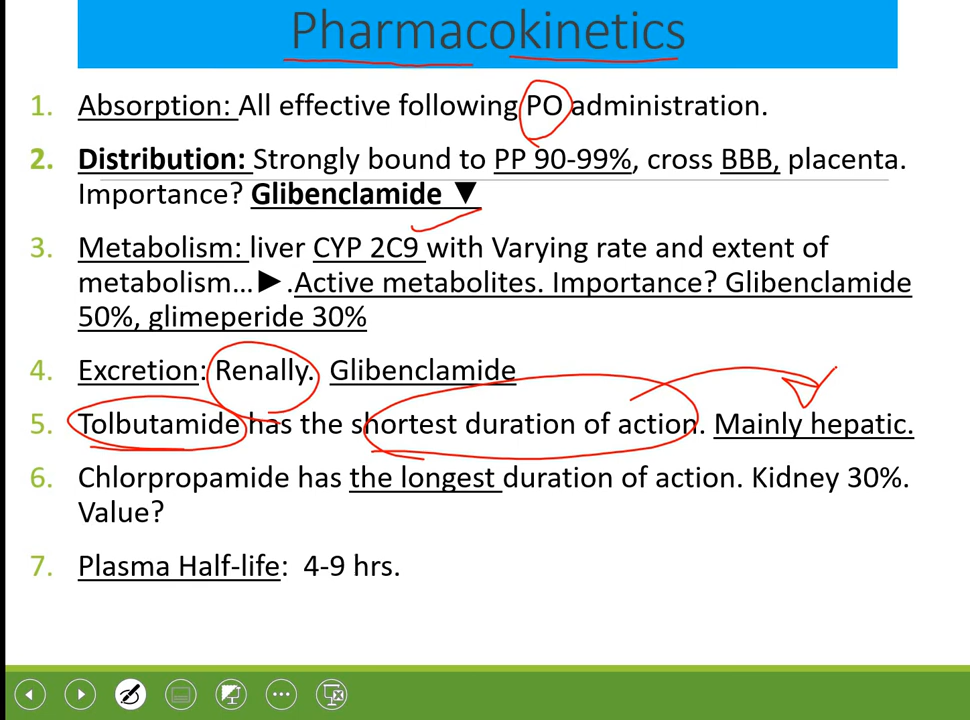 Pharmacokinetics
1. Absorption: All effective following PO administration.
2. Distribution: Strongly bound to PP 90-99%, cross BBB, placenta.
Importance? Glibenclamide ▼
3. Metabolism: liver CYP 2C9 with Varying rate and extent of
metabolism...►.Active metabolites. Importance? Glibenclamide
50%, glimeperide 30%
4. Excretion: Renally. Glibenclamide
5. Tolbutamide has the shortest duration of action. Mainly hepatic.
6. Chlorpropamide has the longest duration of action. Kidney 30%.
Value?
7. Plasma Half-life: 4-9 hrs.